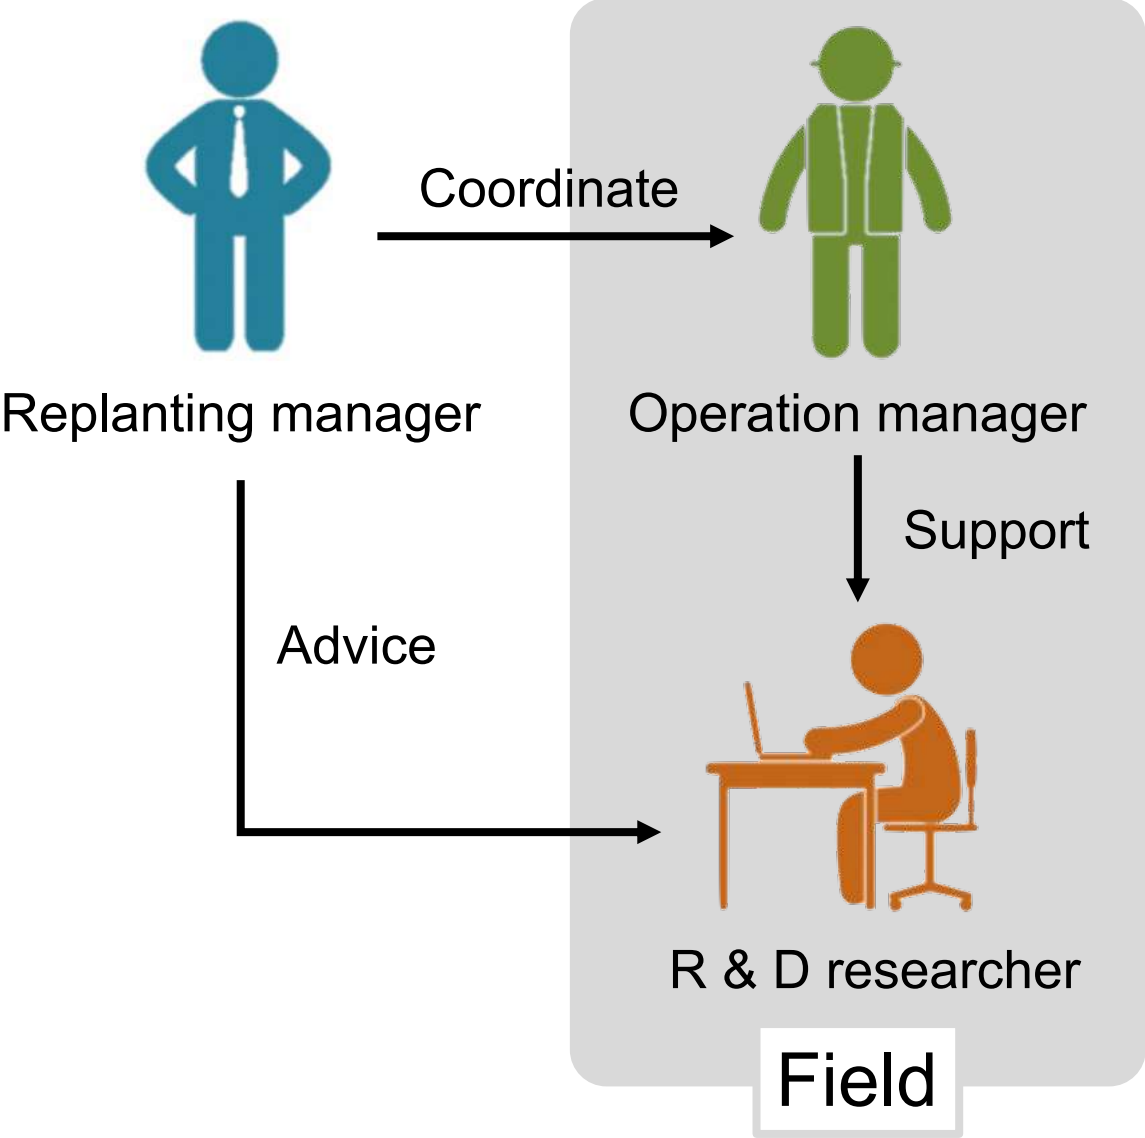 Coordinate
Replanting manager
Operation manager
Support
Advice
R & D researcher
Field